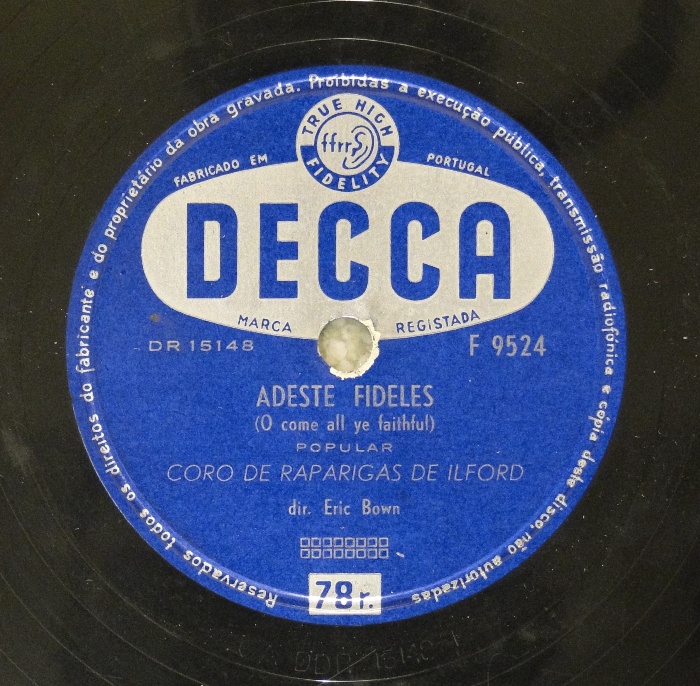 Reservados todos os direitos do fabricante e do proprietário da obra gravada. Proibidas a execução pública, transmissão radiofónica e cópia deste disco, não autorizadas
TRUE HIGH
ffrr
FIDELITY
FABRICADO EM PORTUGAL
DECCA
MARCA REGISTADA
DR 15148 F 9524
ADESTE FIDELES
(O come all ye faithful)
POPULAR
CORO DE RAPARIGAS DE ILFORD
dir. Eric Bown
78 r.